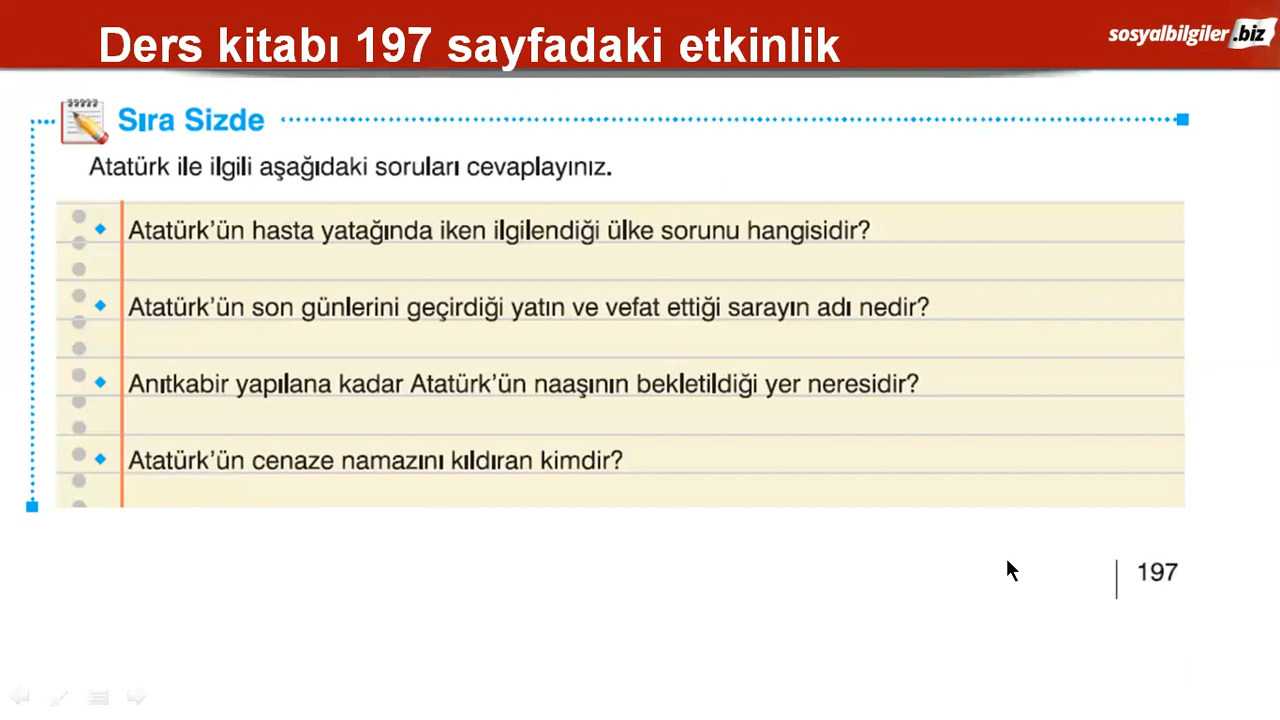 Ders kitabı 197 sayfadaki etkinlik
sosyalbilgiler.biz
Sıra Sizde
Atatürk ile ilgili aşağıdaki soruları cevaplayınız.
Atatürk'ün hasta yatağında iken ilgilendiği ülke sorunu hangisidir?
Atatürk'ün son günlerini geçirdiği yatın ve vefat ettiği sarayın adı nedir?
Anıtkabir yapılana kadar Atatürk'ün naaşının bekletildiği yer neresidir?
Atatürk'ün cenaze namazını kıldıran kimdir?
197